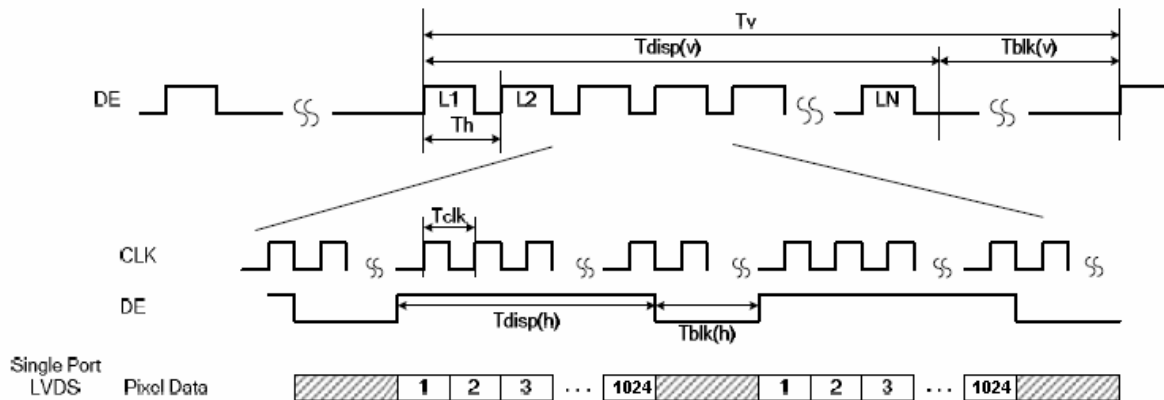 Tv
Tdisp(v) Tblk(v)
DE L1 L2 LN
Th
Tclk
CLK
DE
Tdisp(h) Tblk(h)
Single Port
LVDS Pixel Data 1 2 3 ... 1024 1 2 3 ... 1024